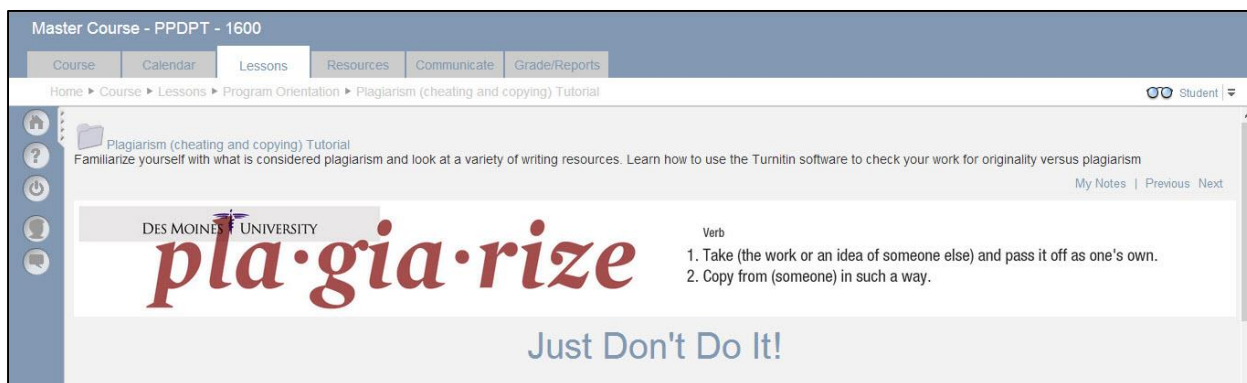 Master Course - PPDPT - 1600
Course Calendar Lessons Resources Communicate Grade/Reports
Home ▸ Course ▸ Lessons ▸ Program Orientation ▸ Plagiarism (cheating and copying) Tutorial
Student
Plagiarism (cheating and copying) Tutorial
Familiarize yourself with what is considered plagiarism and look at a variety of writing resources. Learn how to use the Turnitin software to check your work for originality versus plagiarism
My Notes | Previous Next
DES MOINES UNIVERSITY
pla·gia·rize
Verb
1. Take (the work or an idea of someone else) and pass it off as one's own.
2. Copy from (someone) in such a way.
Just Don't Do It!